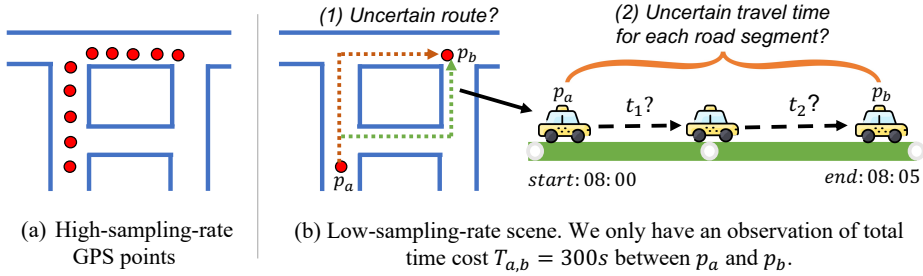 (1) Uncertain route?
(2) Uncertain travel time
for each road segment?
p_b
p_a
p_a
p_b
t_1?
t_2?
start:08:00
end:08:05
(a) High-sampling-rate
GPS points
(b) Low-sampling-rate scene. We only have an observation of total
time cost T_{a,b} = 300s between p_a and p_b.